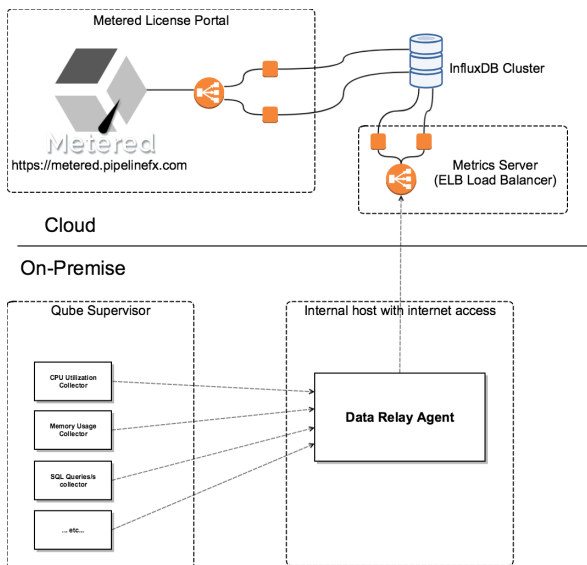 Metered License Portal
Metered
https://metered.pipelinefx.com
InfluxDB Cluster
Metrics Server
(ELB Load Balancer)
Cloud
On-Premise
Qube Supervisor
CPU Utilization
Collector
Memory Usage
Collector
SQL Queries/s
collector
... etc...
Internal host with internet access
Data Relay Agent